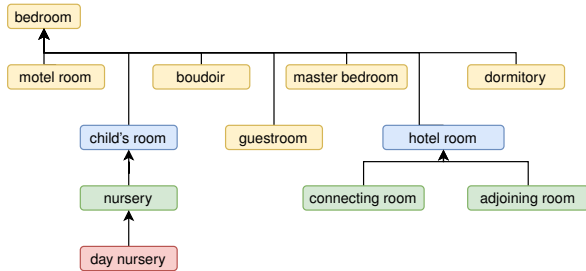 bedroom
motel room
boudoir
master bedroom
dormitory
child's room
guestroom
hotel room
nursery
connecting room
adjoining room
day nursery